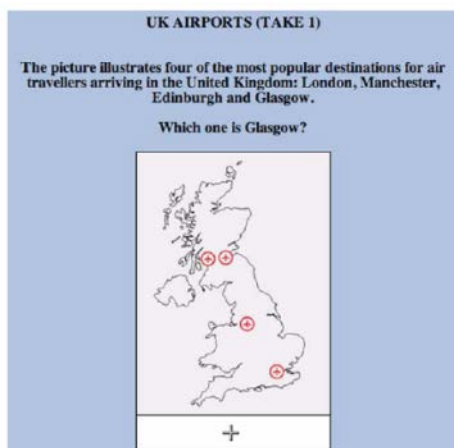 UK AIRPORTS (TAKE 1)
The picture illustrates four of the most popular destinations for air
travellers arriving in the United Kingdom: London, Manchester,
Edinburgh and Glasgow.
Which one is Glasgow?